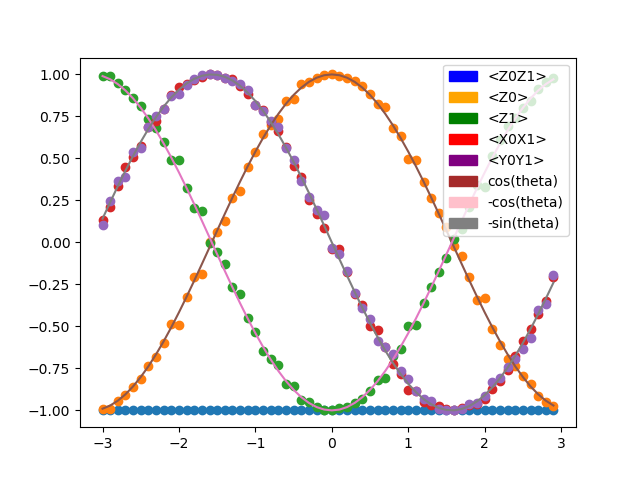 1.00
0.75
0.50
0.25
0.00
−0.25
−0.50
−0.75
−1.00
−3
−2
−1
0
1
2
3
<Z0Z1>
<Z0>
<Z1>
<X0X1>
<Y0Y1>
cos(theta)
-cos(theta)
-sin(theta)